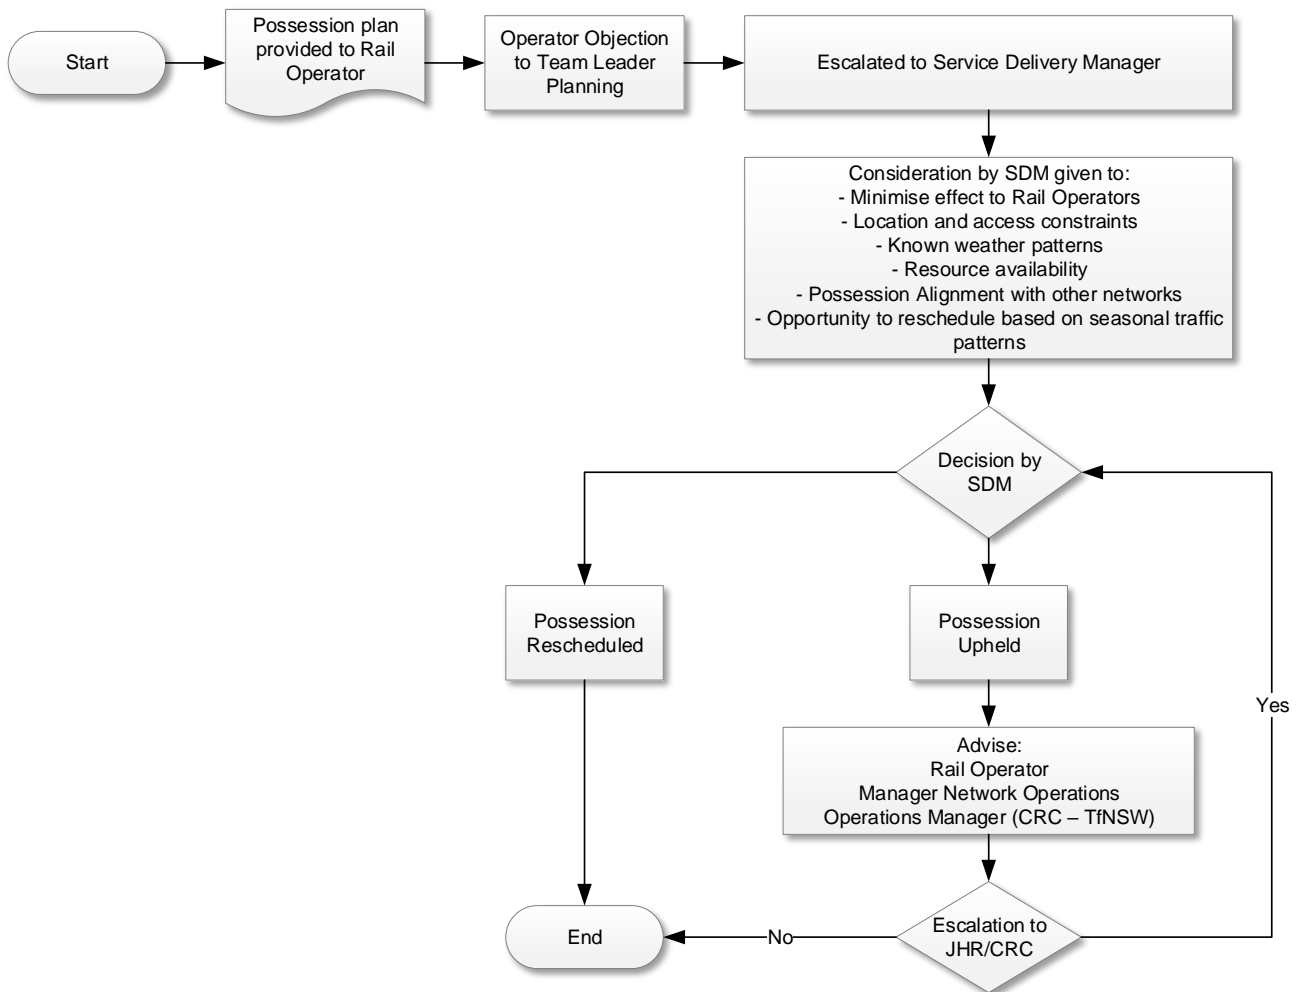 Start
Possession plan
provided to Rail
Operator
Operator Objection
to Team Leader
Planning
Escalated to Service Delivery Manager
Consideration by SDM given to:
- Minimise effect to Rail Operators
- Location and access constraints
- Known weather patterns
- Resource availability
- Possession Alignment with other networks
- Opportunity to reschedule based on seasonal traffic
patterns
Decision by
SDM
Possession
Rescheduled
Possession
Upheld
Yes
Advise:
Rail Operator
Manager Network Operations
Operations Manager (CRC – TfNSW)
End
No
Escalation to
JHR/CRC